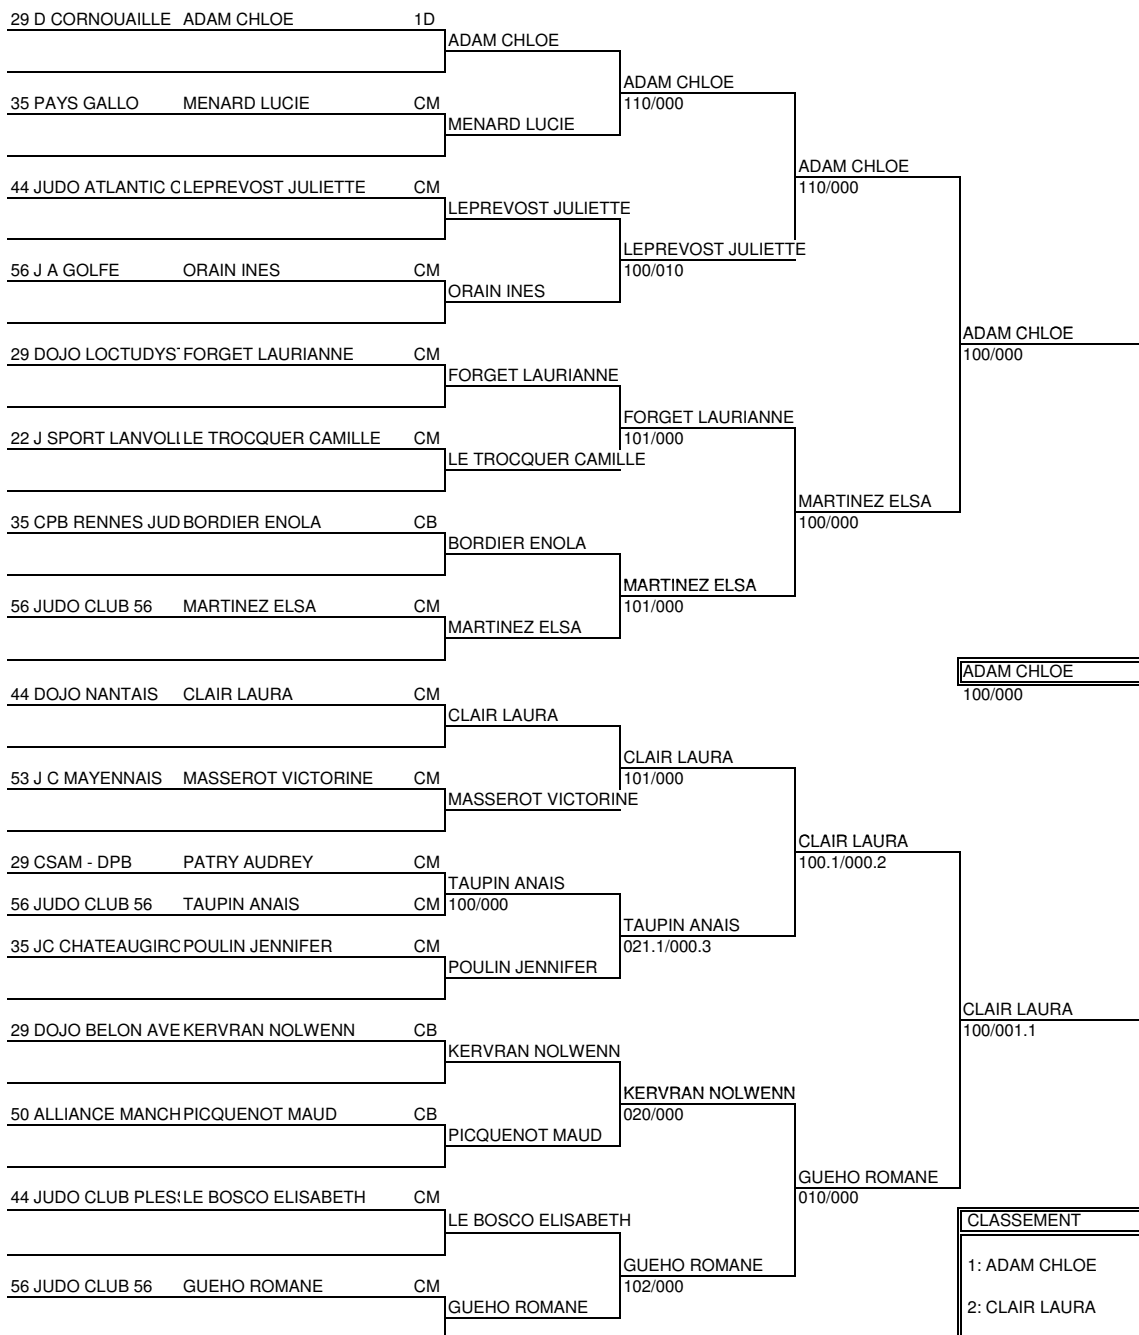 29 D CORNOUAILLE ADAM CHLOE 1D
ADAM CHLOE
ADAM CHLOE
35 PAYS GALLO MENARD LUCIE CM 110/000
MENARD LUCIE
ADAM CHLOE
44 JUDO ATLANTIC C LEPREVOST JULIETTE CM 110/000
LEPREVOST JULIETTE
LEPREVOST JULIETTE
56 J A GOLFE ORAIN INES CM 100/010
ORAIN INES
ADAM CHLOE
29 DOJO LOCTUDYS FORGET LAURIANNE CM 100/000
FORGET LAURIANNE
FORGET LAURIANNE
22 J SPORT LANVOLL LE TROCQUER CAMILLE CM 101/000
LE TROCQUER CAMILLE
MARTINEZ ELSA
35 CPB RENNES JUD BORDIER ENOLA CB 100/000
BORDIER ENOLA
MARTINEZ ELSA
56 JUDO CLUB 56 MARTINEZ ELSA CM 101/000
MARTINEZ ELSA
ADAM CHLOE
44 DOJO NANTAIS CLAIR LAURA CM 100/000
CLAIR LAURA
CLAIR LAURA
53 J C MAYENNAIS MASSEROT VICTORINE CM 101/000
MASSEROT VICTORINE
CLAIR LAURA
29 CSAM - DPB PATRY AUDREY CM 100.1/000.2
TAUPIN ANAIS
56 JUDO CLUB 56 TAUPIN ANAIS CM 100/000
TAUPIN ANAIS
35 JC CHATEAUGIRO POULIN JENNIFER CM 021.1/000.3
POULIN JENNIFER
CLAIR LAURA
29 DOJO BELON AVE KERVRAN NOLWENN CB 100/001.1
KERVRAN NOLWENN
KERVRAN NOLWENN
50 ALLIANCE MANCH PICQUENOT MAUD CB 020/000
PICQUENOT MAUD
GUEHO ROMANE
44 JUDO CLUB PLES LE BOSCO ELISABETH CM 010/000
LE BOSCO ELISABETH CLASSEMENT
GUEHO ROMANE 1: ADAM CHLOE
56 JUDO CLUB 56 GUEHO ROMANE CM 102/000
GUEHO ROMANE 2: CLAIR LAURA